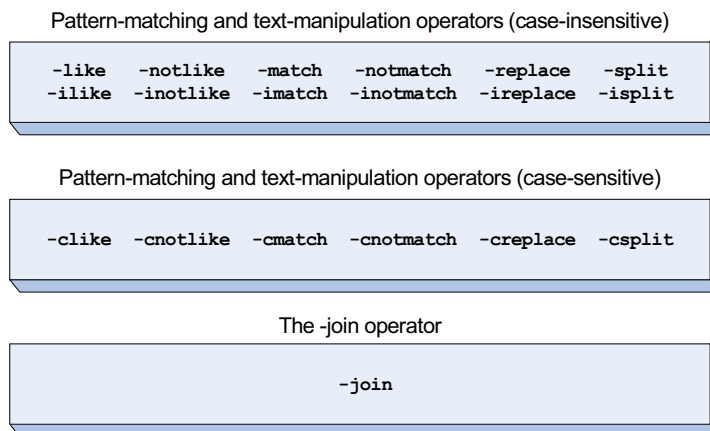 Pattern-matching and text-manipulation operators (case-insensitive)
-like -notlike -match -notmatch -replace -split
-ilike -inotlike -imatch -inotmatch -ireplace -isplit
Pattern-matching and text-manipulation operators (case-sensitive)
-clike -cnotlike -cmatch -cnotmatch -creplace -csplit
The -join operator
-join